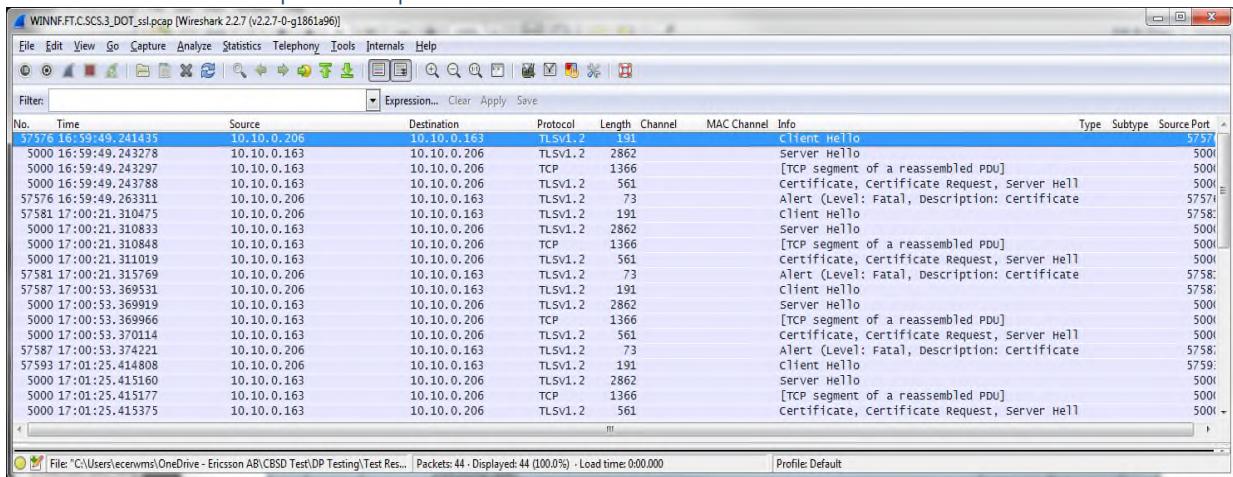 WINNF.FT.C.SCS.3_DOT_ssl.pcap [Wireshark 2.2.7 (v2.2.7-0-g1861a96)]
File Edit View Go Capture Analyze Statistics Telephony Tools Internals Help
Filter: Expression... Clear Apply Save
No. Time Source Destination Protocol Length Channel MAC Channel Info Type Subtype Source Port
57576 16:59:49.241435 10.10.0.206 10.10.0.163 TLSv1.2 191 Client Hello 5757
5000 16:59:49.243278 10.10.0.163 10.10.0.206 TLSv1.2 2862 Server Hello 500
5000 16:59:49.243297 10.10.0.163 10.10.0.206 TCP 1366 [TCP segment of a reassembled PDU] 500
5000 16:59:49.243788 10.10.0.163 10.10.0.206 TLSv1.2 561 Certificate, Certificate Request, Server Hell 500
57576 16:59:49.263311 10.10.0.206 10.10.0.163 TLSv1.2 73 Alert (Level: Fatal, Description: Certificate 5757
57581 17:00:21.310475 10.10.0.206 10.10.0.163 TLSv1.2 191 Client Hello 5758
5000 17:00:21.310833 10.10.0.163 10.10.0.206 TLSv1.2 2862 Server Hello 500
5000 17:00:21.310848 10.10.0.163 10.10.0.206 TCP 1366 [TCP segment of a reassembled PDU] 500
5000 17:00:21.311019 10.10.0.163 10.10.0.206 TLSv1.2 561 Certificate, Certificate Request, Server Hell 500
57581 17:00:21.315769 10.10.0.206 10.10.0.163 TLSv1.2 73 Alert (Level: Fatal, Description: Certificate 5758
57587 17:00:53.369531 10.10.0.206 10.10.0.163 TLSv1.2 191 Client Hello 5758
5000 17:00:53.369919 10.10.0.163 10.10.0.206 TLSv1.2 2862 Server Hello 500
5000 17:00:53.369966 10.10.0.163 10.10.0.206 TCP 1366 [TCP segment of a reassembled PDU] 500
5000 17:00:53.370114 10.10.0.163 10.10.0.206 TLSv1.2 561 Certificate, Certificate Request, Server Hell 500
57587 17:00:53.374221 10.10.0.206 10.10.0.163 TLSv1.2 73 Alert (Level: Fatal, Description: Certificate 5758
57593 17:01:25.414808 10.10.0.206 10.10.0.163 TLSv1.2 191 Client Hello 5759
5000 17:01:25.415160 10.10.0.163 10.10.0.206 TLSv1.2 2862 Server Hello 500
5000 17:01:25.415177 10.10.0.163 10.10.0.206 TCP 1366 [TCP segment of a reassembled PDU] 500
5000 17:01:25.415375 10.10.0.163 10.10.0.206 TLSv1.2 561 Certificate, Certificate Request, Server Hell 500
File: "C:\Users\ecerwms\OneDrive - Ericsson AB\CBSD Test\DP Testing\Test Res... Packets: 44 · Displayed: 44 (100.0%) · Load time: 0:00.000 Profile: Default